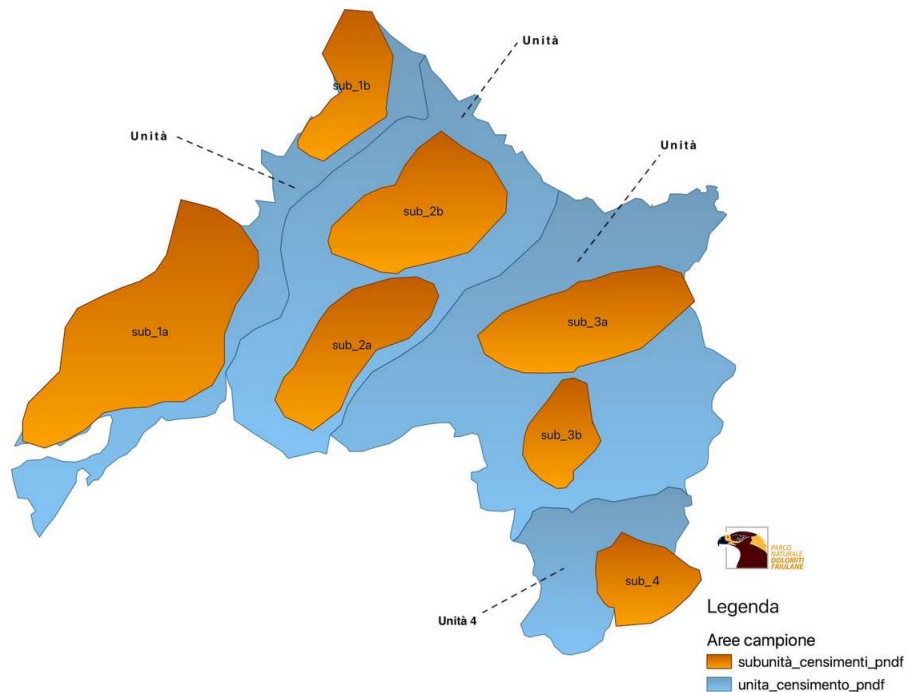 Unità
sub_1b
Unità
Unità
sub_2b
sub_1a
sub_3a
sub_2a
sub_3b
sub_4
Unità 4
PARCO
NATURALE
DOLOMITI
FRIULANE
Legenda
Aree campione
subunità_censimenti_pndf
unita_censimento_pndf